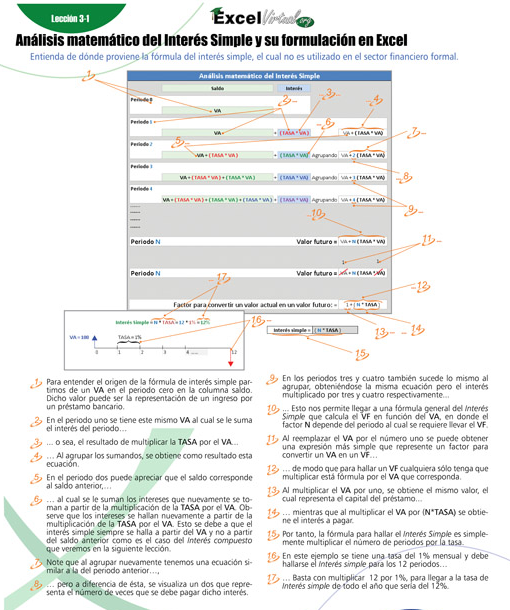 Lección 3-1
ExcelVirtual.org
Análisis matemático del Interés Simple y su formulación en Excel
Entienda de dónde proviene la fórmula del interés simple, el cual no es utilizado en el sector financiero formal.
Análisis matemático del Interés Simple
Saldo Interés
Periodo 0
VA
Periodo 1
VA + (TASA * VA) VA + (TASA * VA)
Periodo 2
VA + (TASA * VA) + (TASA * VA) Agrupando VA + 2 (TASA * VA)
Periodo 3
VA + (TASA * VA) + (TASA * VA) + (TASA * VA) Agrupando VA + 3 (TASA * VA)
Periodo 4
VA + (TASA * VA) + (TASA * VA) + (TASA * VA) + (TASA * VA) Agrupando VA + 4 (TASA * VA)
Periodo N Valor futuro = VA + N (TASA * VA)
1 1
Periodo N Valor futuro = VA + N (TASA * VA)
Factor para convertir un valor actual en un valor futuro: = 1 + ( N * TASA )
Interés simple = N * TASA = 12 * 1% = 12%
VA = 100 TASA = 1%
0 1 2 3 4 ..... 12
Interés simple = ( N * TASA )
1 Para entender el origen de la fórmula de interés simple par-
timos de un VA en el periodo cero en la columna saldo.
Dicho valor puede ser la representación de un ingreso por
un préstamo bancario.
2 En el periodo uno se tiene este mismo VA al cual se le suma
el interés del periodo,…
3 … o sea, el resultado de multiplicar la TASA por el VA…
4 … Al agrupar los sumandos, se obtiene como resultado esta
ecuación.
5 En el periodo dos puede apreciar que el saldo corresponde
al saldo anterior,…
6 … al cual se le suman los intereses que nuevamente se to-
man a partir de la multiplicación de la TASA por el VA. Ob-
serve que los intereses se hallan nuevamente a partir de la
multiplicación de la TASA por el VA. Esto se debe a que el
interés simple siempre se halla a partir del VA y no a partir
del saldo anterior como es el caso del Interés compuesto
que veremos en la siguiente lección.
7 Note que al agrupar nuevamente tenemos una ecuación si-
milar a la del periodo anterior…,
8 … pero a diferencia de ésta, se visualiza un dos que repre-
senta el número de veces que se debe pagar dicho interés.
9 En los periodos tres y cuatro también sucede lo mismo al
agrupar, obteniéndose la misma ecuación pero el interés
multiplicado por tres y cuatro respectivamente…
10 … Esto nos permite llegar a una fórmula general del Interés
Simple que calcula el VF en función del VA, en donde el
factor N depende del periodo al cual se requiere llevar el VF.
11 Al reemplazar el VA por el número uno se puede obtener
una expresión más simple que represente un factor para
convertir un VA en un VF…
12 … de modo que para hallar un VF cualquiera sólo tenga que
multiplicar está fórmula por el VA que corresponda.
13 Al multiplicar el VA por uno, se obtiene el mismo valor, el
cual representa el capital del préstamo…
14 … mientras que al multiplicar el VA por (N*TASA) se obtie-
ne el interés a pagar.
15 Por tanto, la fórmula para hallar el Interés Simple es simple-
mente multiplicar el número de periodos por la tasa.
16 En este ejemplo se tiene una tasa del 1% mensual y debe
hallarse el Interés simple para los 12 periodos…
17 … Basta con multiplicar 12 por 1%, para llegar a la tasa de
Interés simple de todo el año que sería del 12%.